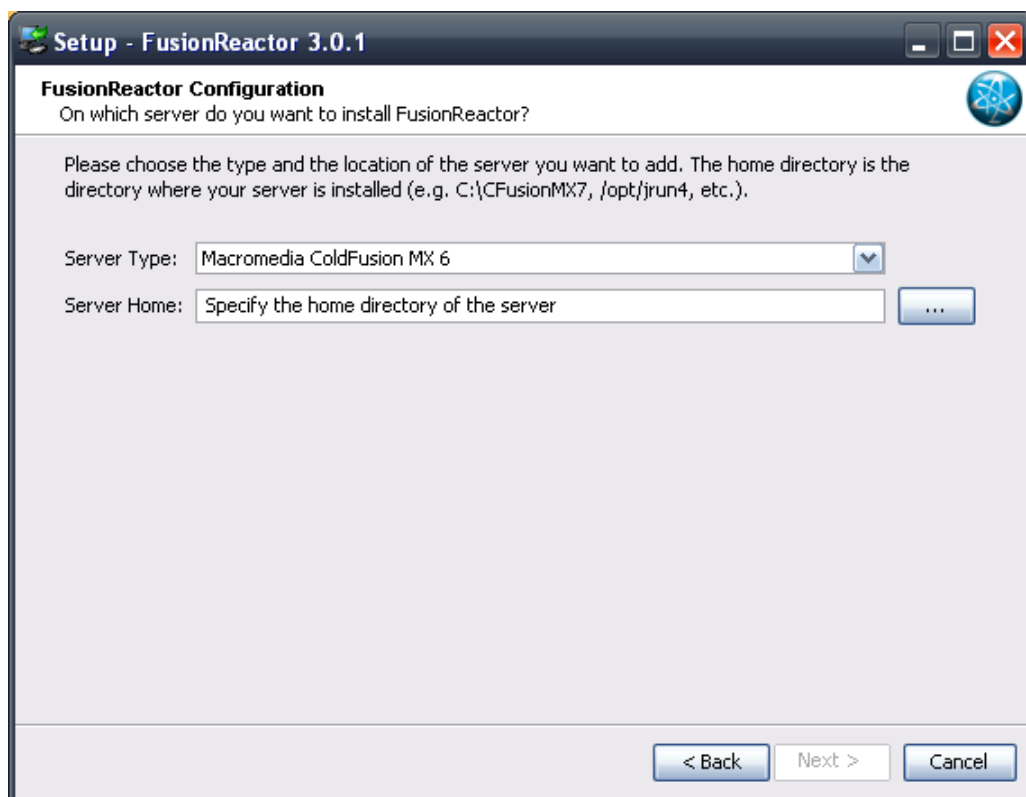 Setup - FusionReactor 3.0.1
FusionReactor Configuration
On which server do you want to install FusionReactor?
Please choose the type and the location of the server you want to add. The home directory is the
directory where your server is installed (e.g. C:\CFusionMX7, /opt/jrun4, etc.).
Server Type: Macromedia ColdFusion MX 6
Server Home: Specify the home directory of the server ...
< Back Next > Cancel